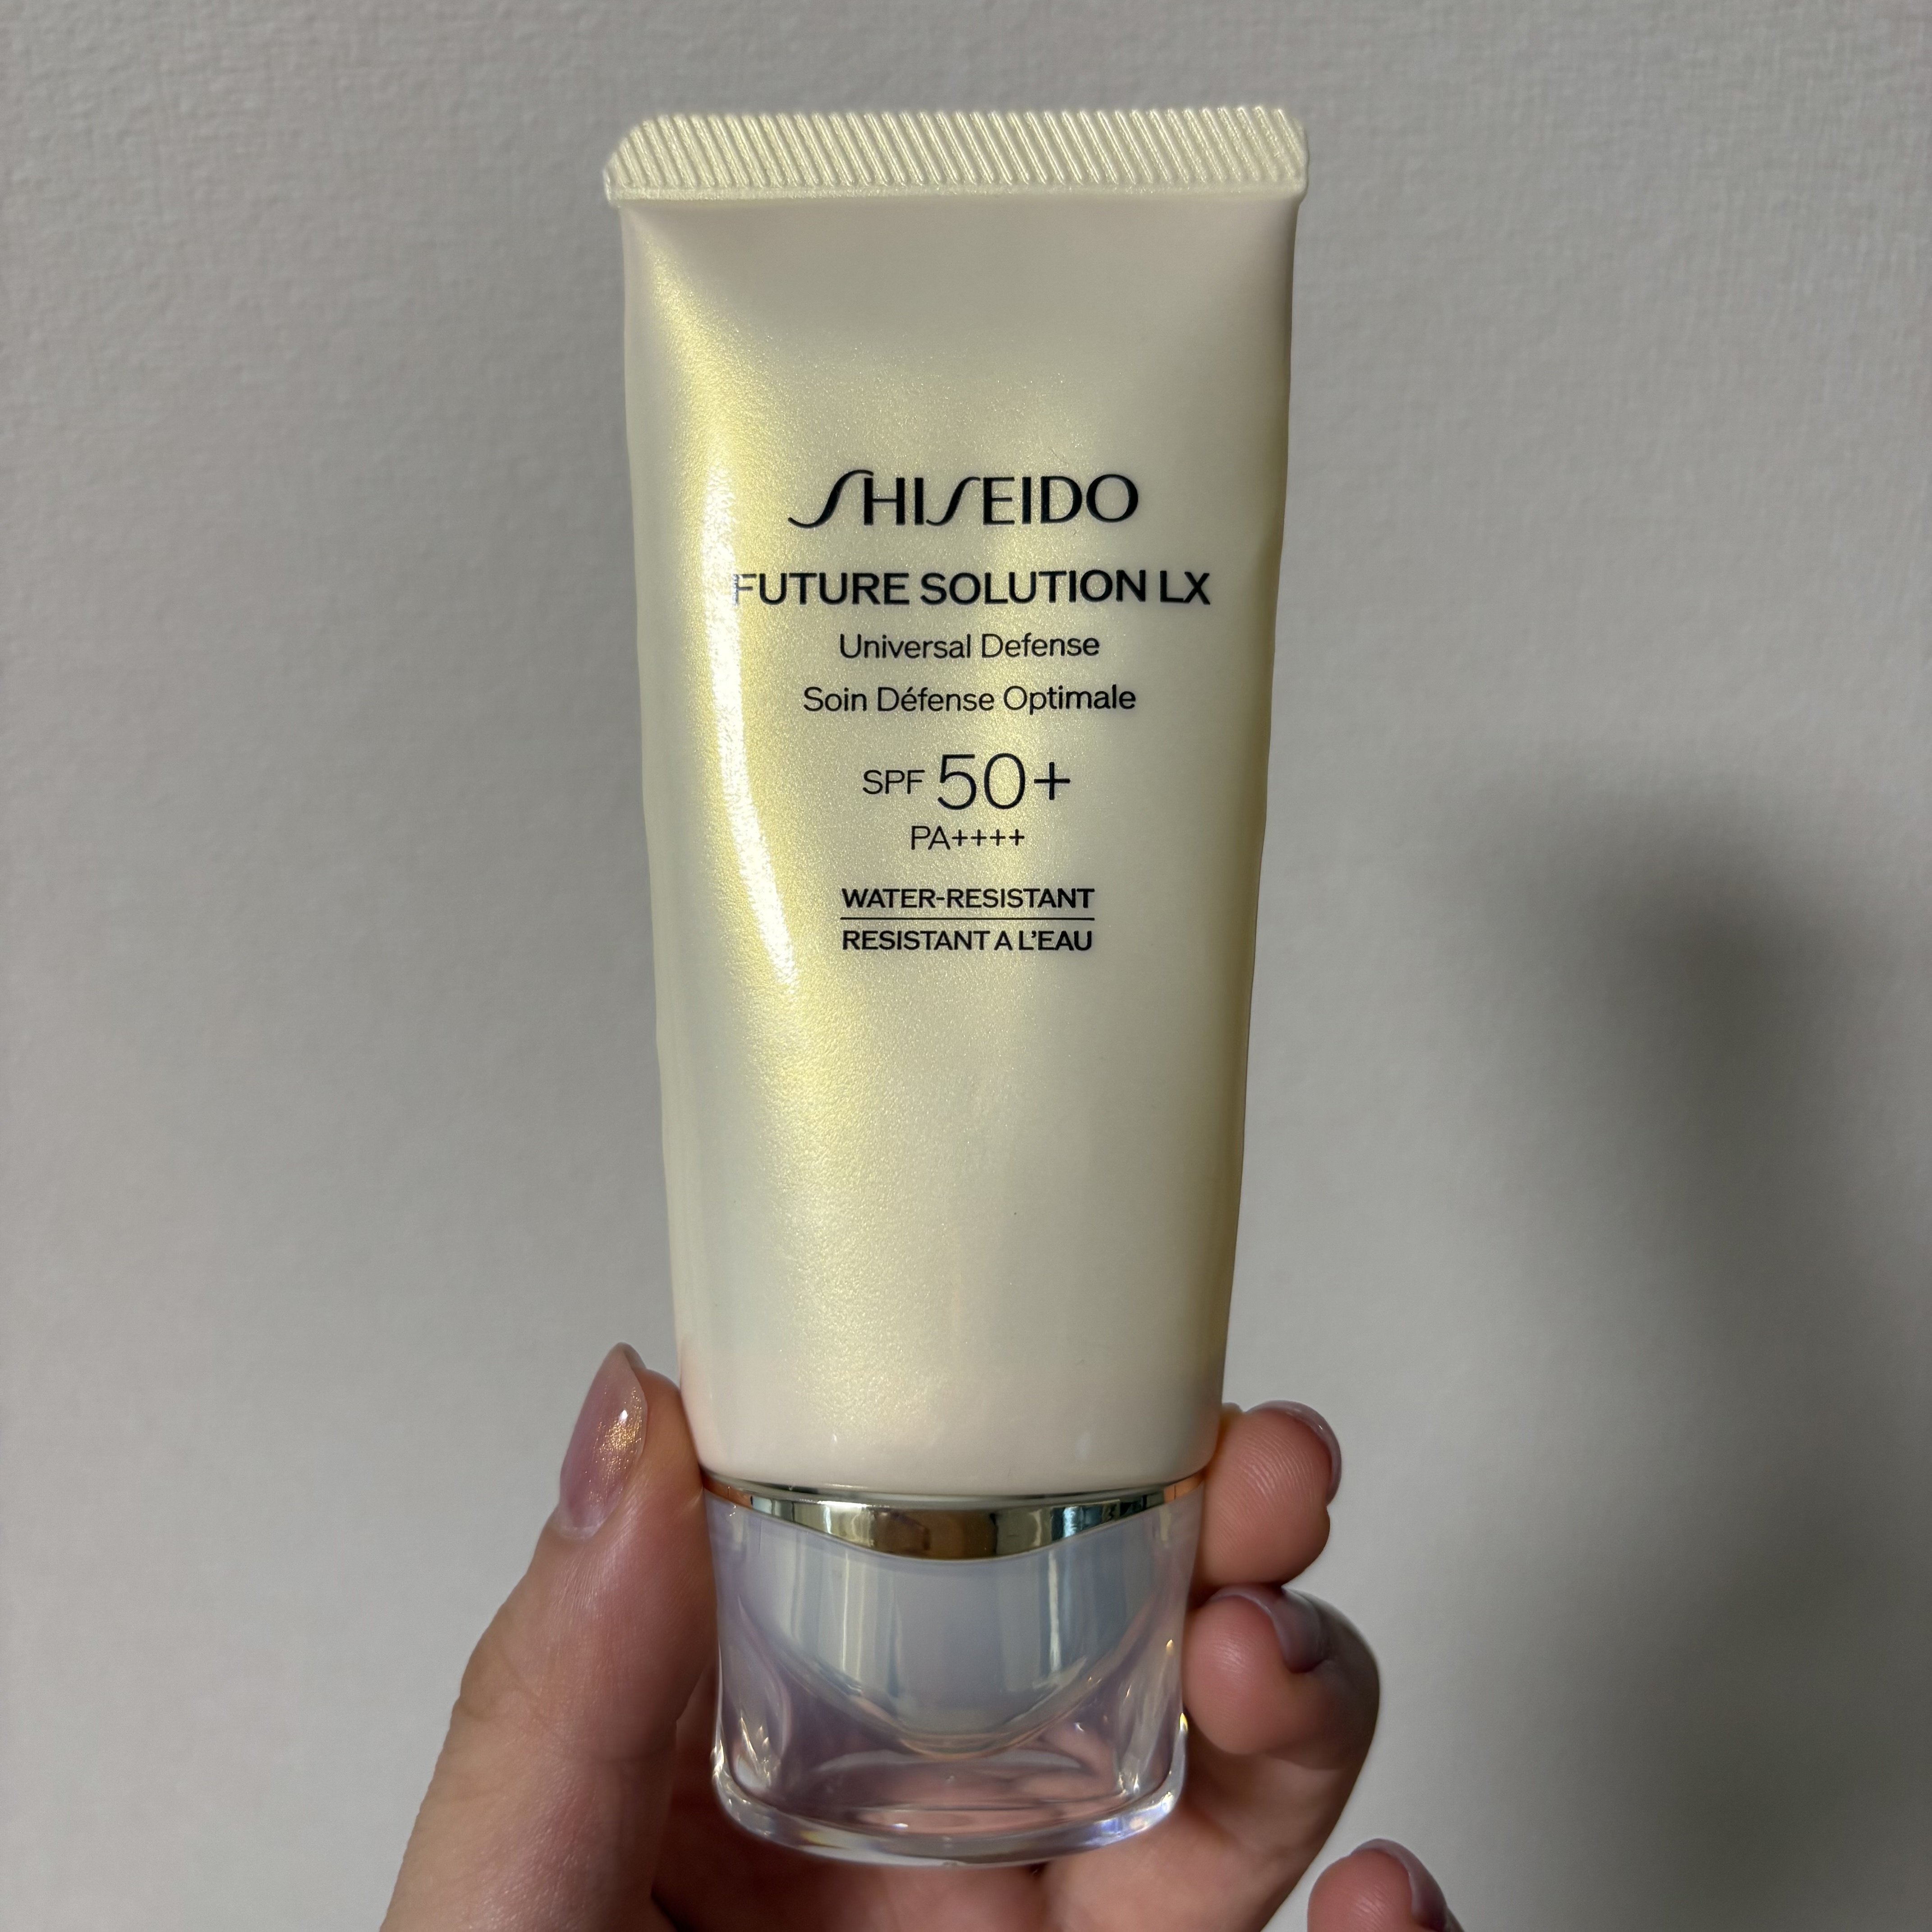 SHISEIDO
FUTURE SOLUTION LX
Universal Defense
Soin Défense Optimale
SPF 50+
PA++++
WATER-RESISTANT
RESISTANT A L'EAU